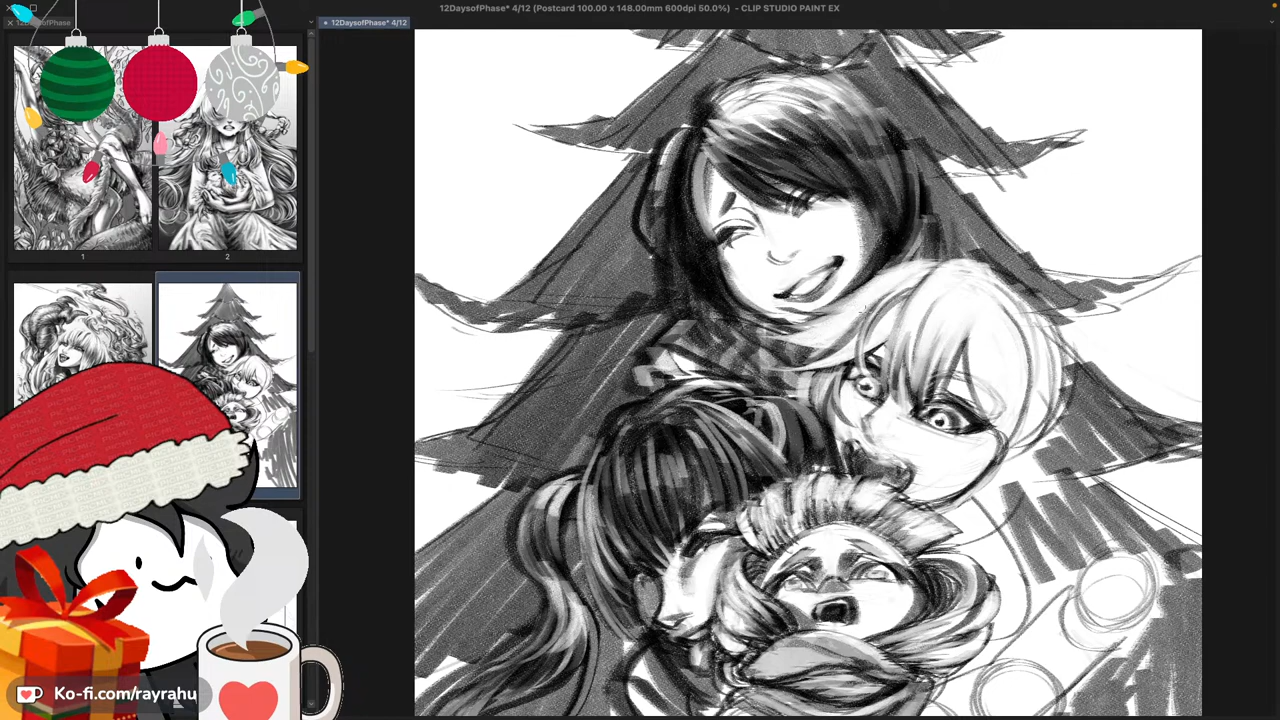 12DaysofPhase* 4/12 (Postcard 100.00 x 148.00mm 600dpi 50.0%) - CLIP STUDIO PAINT EX
12DaysofPhase
12DaysofPhase* 4/12
1
2
Ko-fi.com/rayrahu